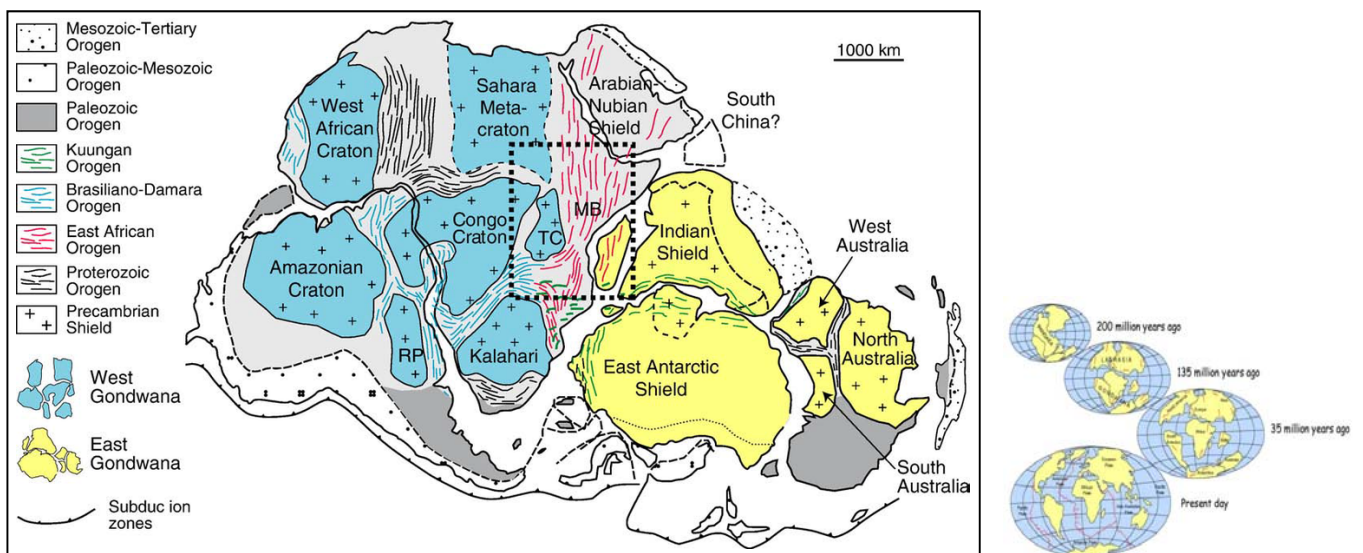 Mesozoic-Tertiary
Orogen
Paleozoic-Mesozoic
Orogen
Paleozoic
Orogen
Kuungan
Orogen
Brasiliano-Damara
Orogen
East African
Orogen
Proterozoic
Orogen
Precambrian
Shield
West
Gondwana
East
Gondwana
Subduc ion
zones
1000 km
West
African
Craton
Sahara
Meta-
craton
Arabian-
Nubian
Shield
South
China?
Congo
Craton
TC
MB
Indian
Shield
West
Australia
Amazonian
Craton
RP
Kalahari
East Antarctic
Shield
North
Australia
South
Australia
200 million years ago
LAURASIA
135 million years ago
35 million years ago
Present day